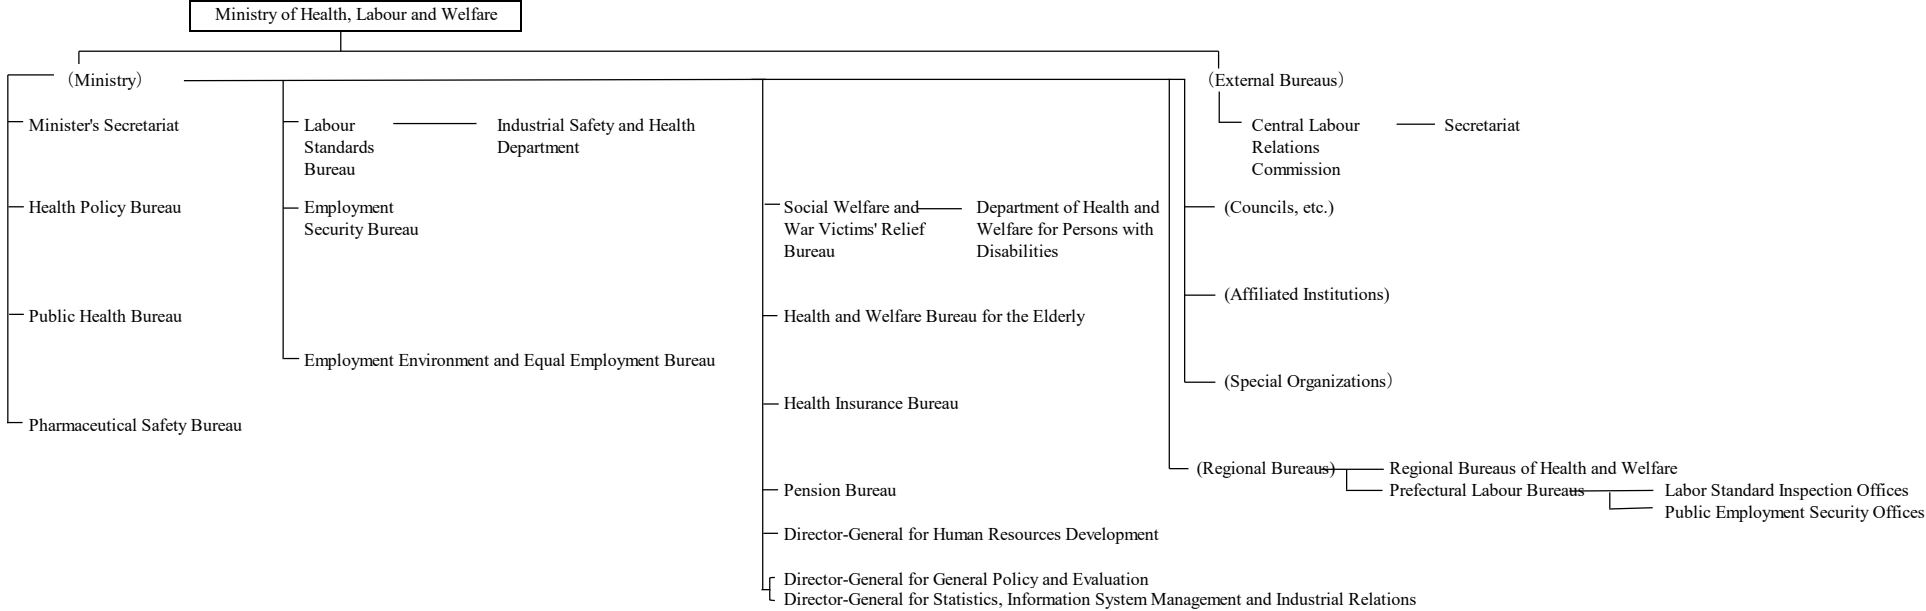 Ministry of Health, Labour and Welfare
（Ministry）
（External Bureaus）
Minister's Secretariat
Labour
Standards
Bureau
Industrial Safety and Health
Department
Central Labour
Relations
Commission
Secretariat
Health Policy Bureau
Employment
Security Bureau
Social Welfare and
War Victims' Relief
Bureau
Department of Health and
Welfare for Persons with
Disabilities
(Councils, etc.)
(Affiliated Institutions)
Public Health Bureau
Health and Welfare Bureau for the Elderly
Employment Environment and Equal Employment Bureau
(Special Organizations）
Health Insurance Bureau
Pharmaceutical Safety Bureau
(Regional Bureaus)
Regional Bureaus of Health and Welfare
Pension Bureau
Prefectural Labour Bureaus
Labor Standard Inspection Offices
Public Employment Security Offices
Director-General for Human Resources Development
Director-General for General Policy and Evaluation
Director-General for Statistics, Information System Management and Industrial Relations